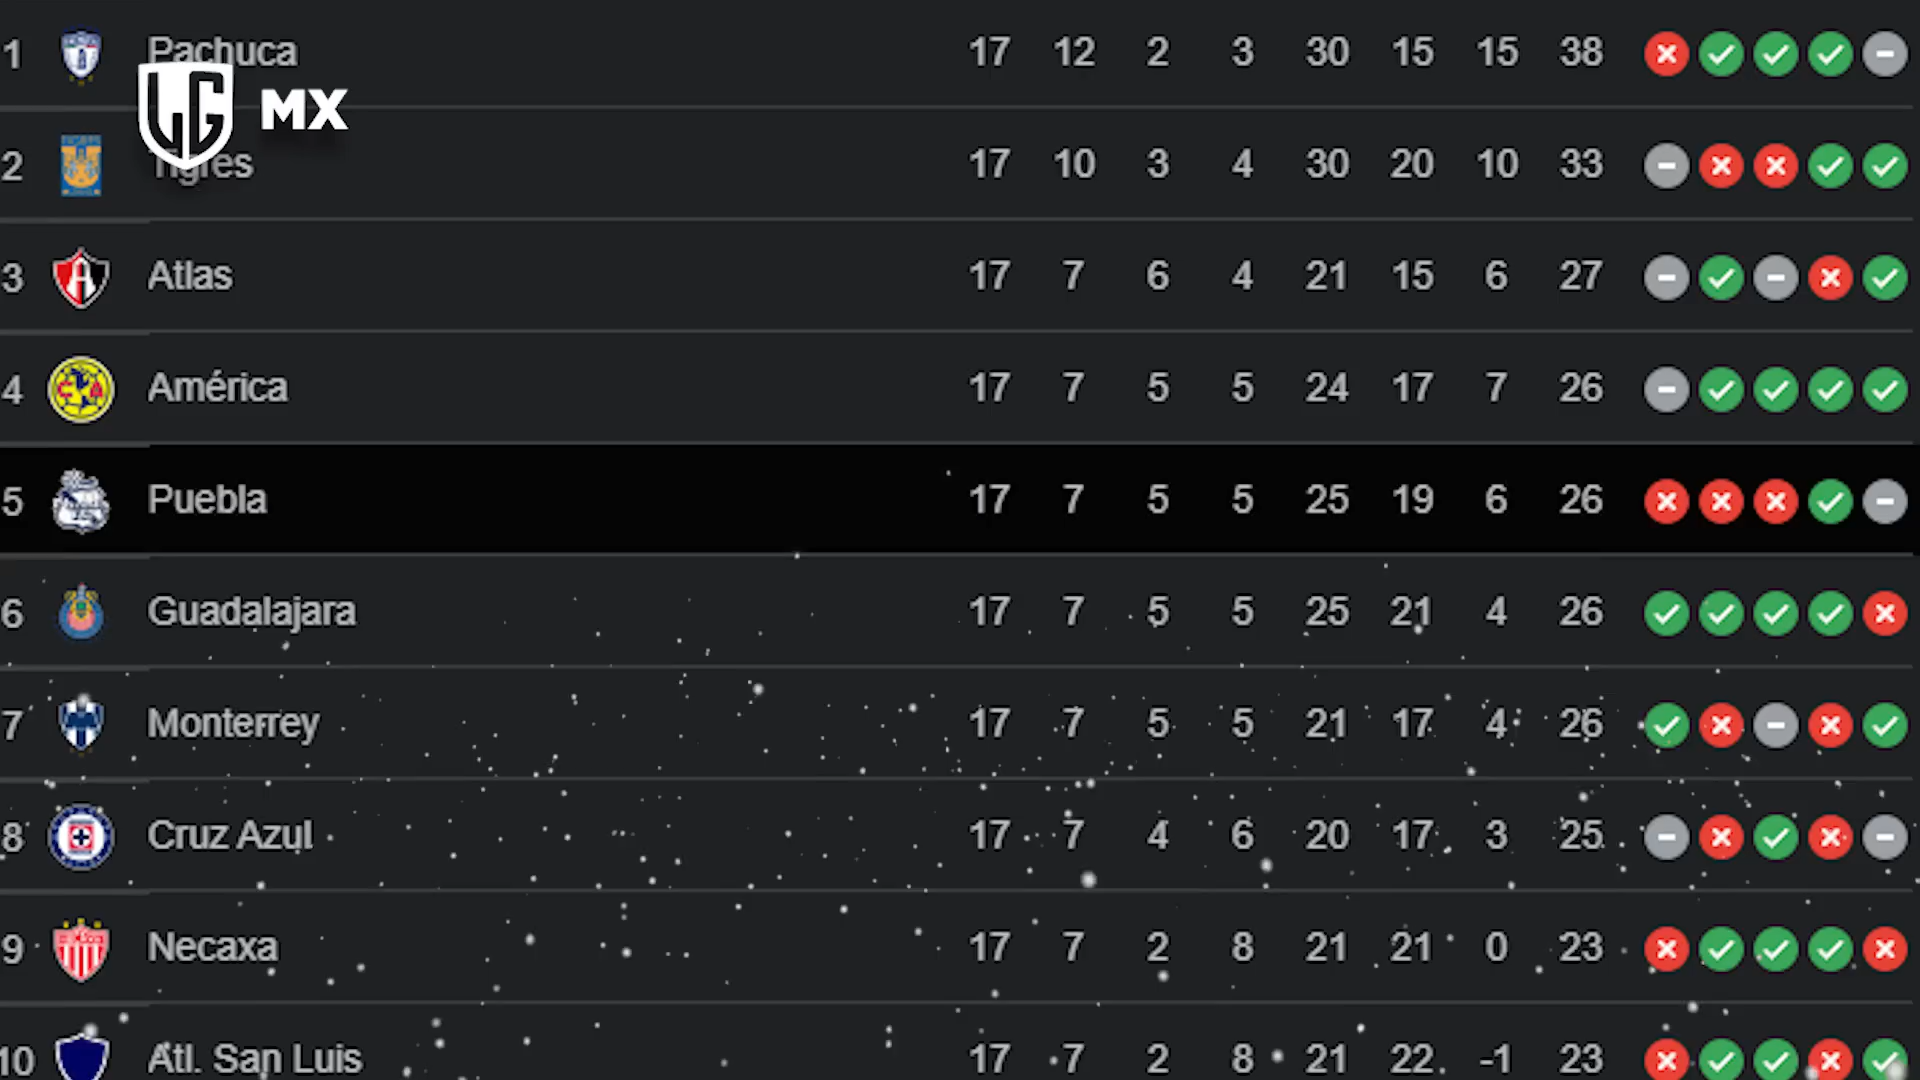 1 Pachuca 17 12 2 3 30 15 15 38
LG MX
2 Tigres 17 10 3 4 30 20 10 33
3 Atlas 17 7 6 4 21 15 6 27
4 América 17 7 5 5 24 17 7 26
5 Puebla 17 7 5 5 25 19 6 26
6 Guadalajara 17 7 5 5 25 21 4 26
7 Monterrey 17 7 5 5 21 17 4 26
8 Cruz Azul 17 7 4 6 20 17 3 25
9 Necaxa 17 7 2 8 21 21 0 23
10 Atl. San Luis 17 7 2 8 21 22 -1 23